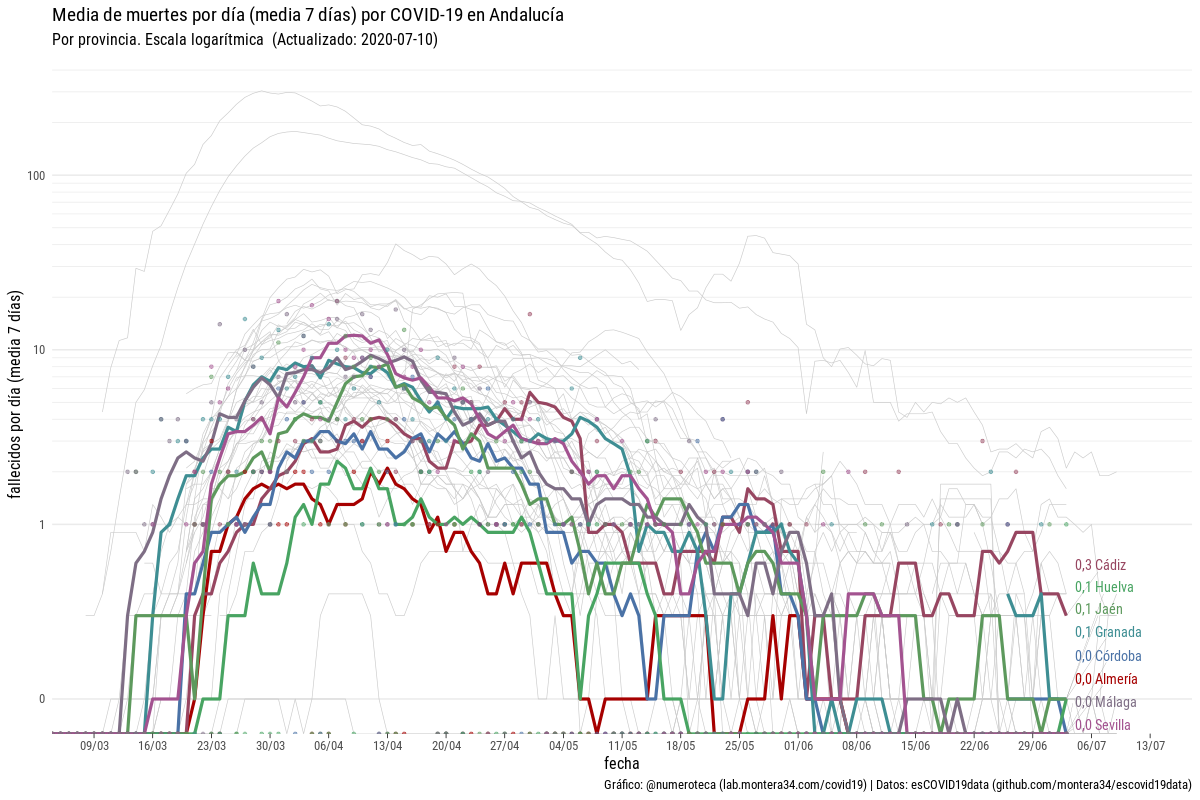 Media de muertes por día (media 7 días) por COVID-19 en Andalucía
Por provincia. Escala logarítmica (Actualizado: 2020-07-10)
fallecidos por día (media 7 días)
100
10
1
0
0,3 Cádiz
0,1 Huelva
0,1 Jaén
0,1 Granada
0,0 Córdoba
0,0 Almería
0,0 Málaga
0,0 Sevilla
09/03 16/03 23/03 30/03 06/04 13/04 20/04 27/04 04/05 11/05 18/05 25/05 01/06 08/06 15/06 22/06 29/06 06/07 13/07
fecha
Gráfico: @numeroteca (lab.montera34.com/covid19) | Datos: esCOVID19data (github.com/montera34/escovid19data)